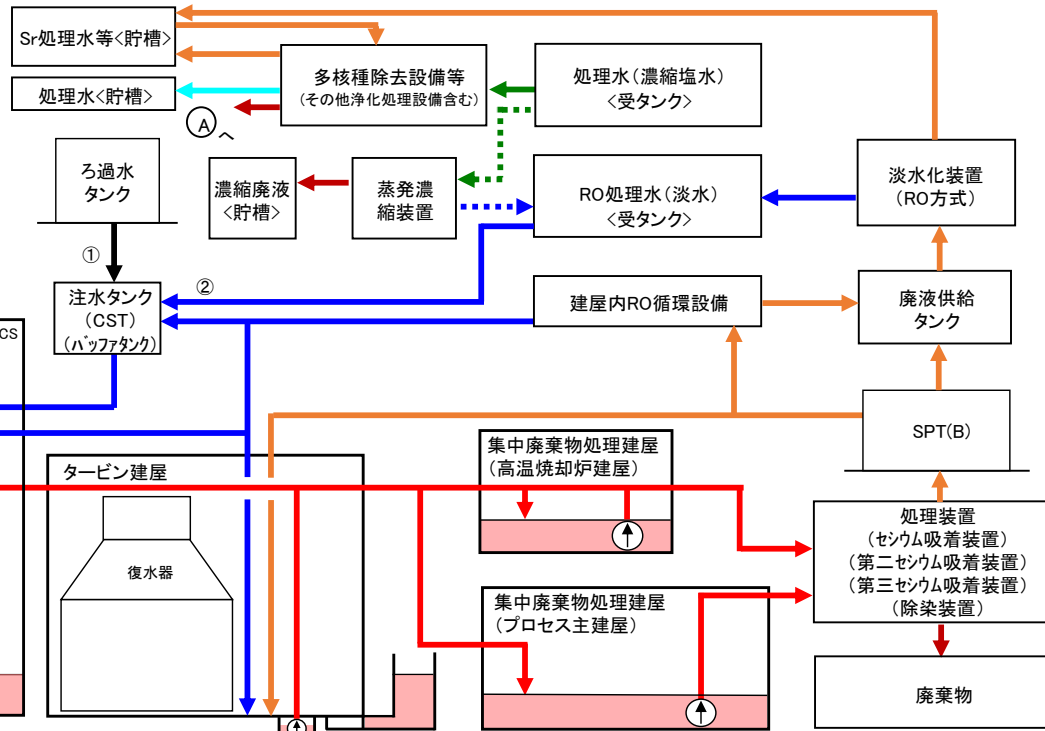 Sr処理水等<貯槽>
処理水<貯槽>
多核種除去設備等
(その他浄化処理設備含む)
Aへ
処理水(濃縮塩水)
<受タンク>
ろ過水
タンク
濃縮廃液
<貯槽>
蒸発濃
縮装置
RO処理水(淡水)
<受タンク>
淡水化装置
(RO方式)
①
②
注水タンク
(CST)
(バッファタンク)
建屋内RO循環設備
廃液供給
タンク
CS
SPT(B)
タービン建屋
復水器
集中廃棄物処理建屋
(高温焼却炉建屋)
集中廃棄物処理建屋
(プロセス主建屋)
処理装置
(セシウム吸着装置)
(第二セシウム吸着装置)
(第三セシウム吸着装置)
(除染装置)
廃棄物